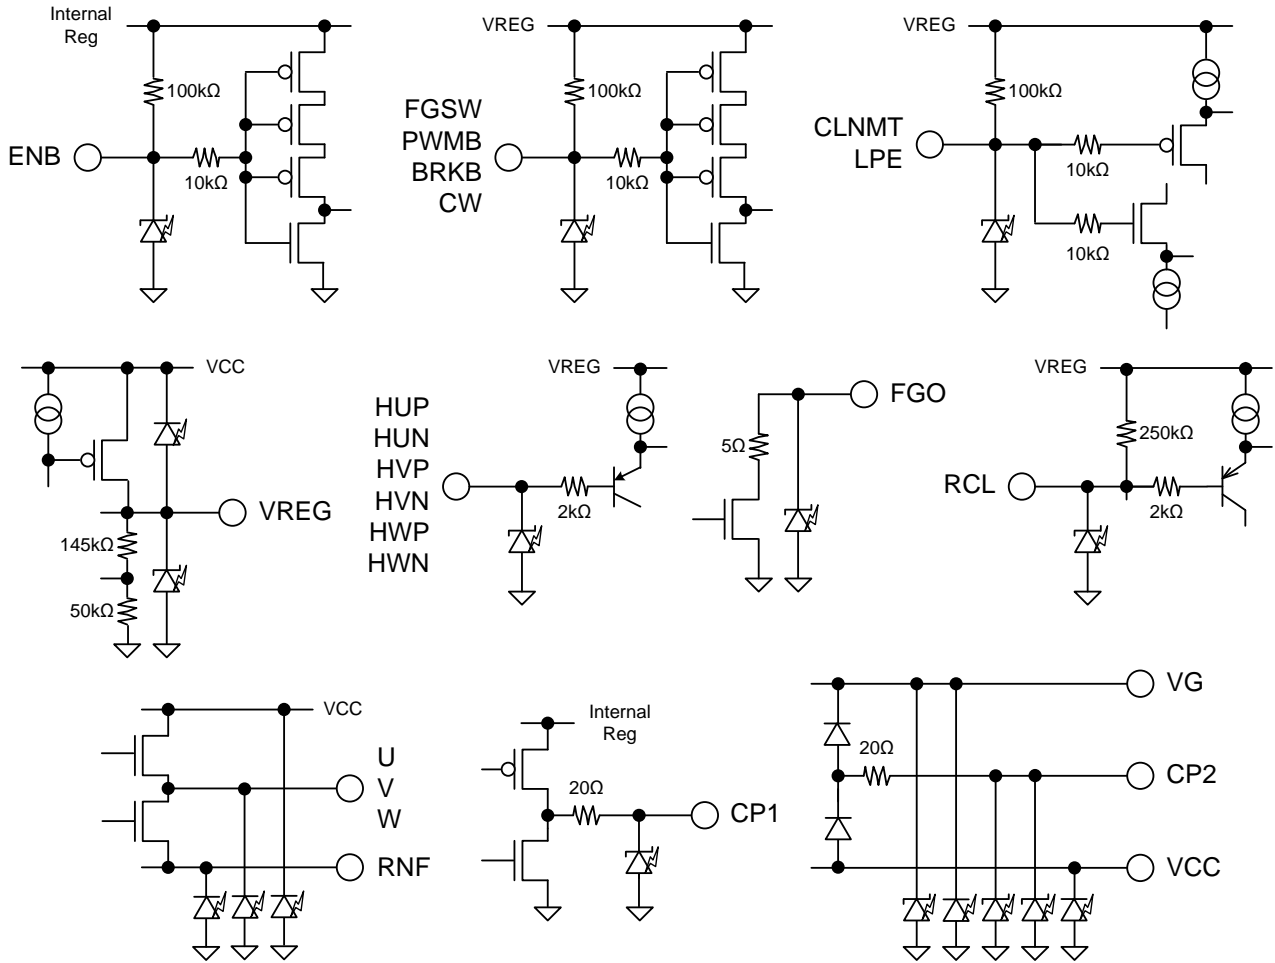 Internal
Reg
100kΩ
ENB
10kΩ
VREG
100kΩ
FGSW
PWMB
BRKB
CW
10kΩ
VREG
100kΩ
CLNMT
LPE
10kΩ
10kΩ
VCC
VREG
145kΩ
50kΩ
VREG
HUP
HUN
HVP
HVN
HWP
HWN
2kΩ
FGO
5Ω
VREG
250kΩ
RCL
2kΩ
VCC
U
V
W
RNF
Internal
Reg
20Ω
CP1
VG
20Ω
CP2
VCC